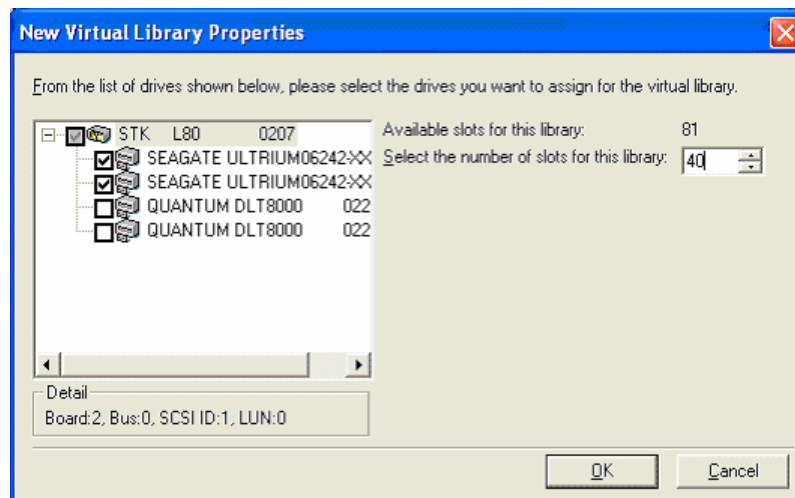 New Virtual Library Properties
From the list of drives shown below, please select the drives you want to assign for the virtual library.
STK L80 0207
SEAGATE ULTRIUM06242-XX
SEAGATE ULTRIUM06242-XX
QUANTUM DLT8000 022
QUANTUM DLT8000 022
Available slots for this library: 81
Select the number of slots for this library: 40
Detail
Board:2, Bus:0, SCSI ID:1, LUN:0
OK Cancel